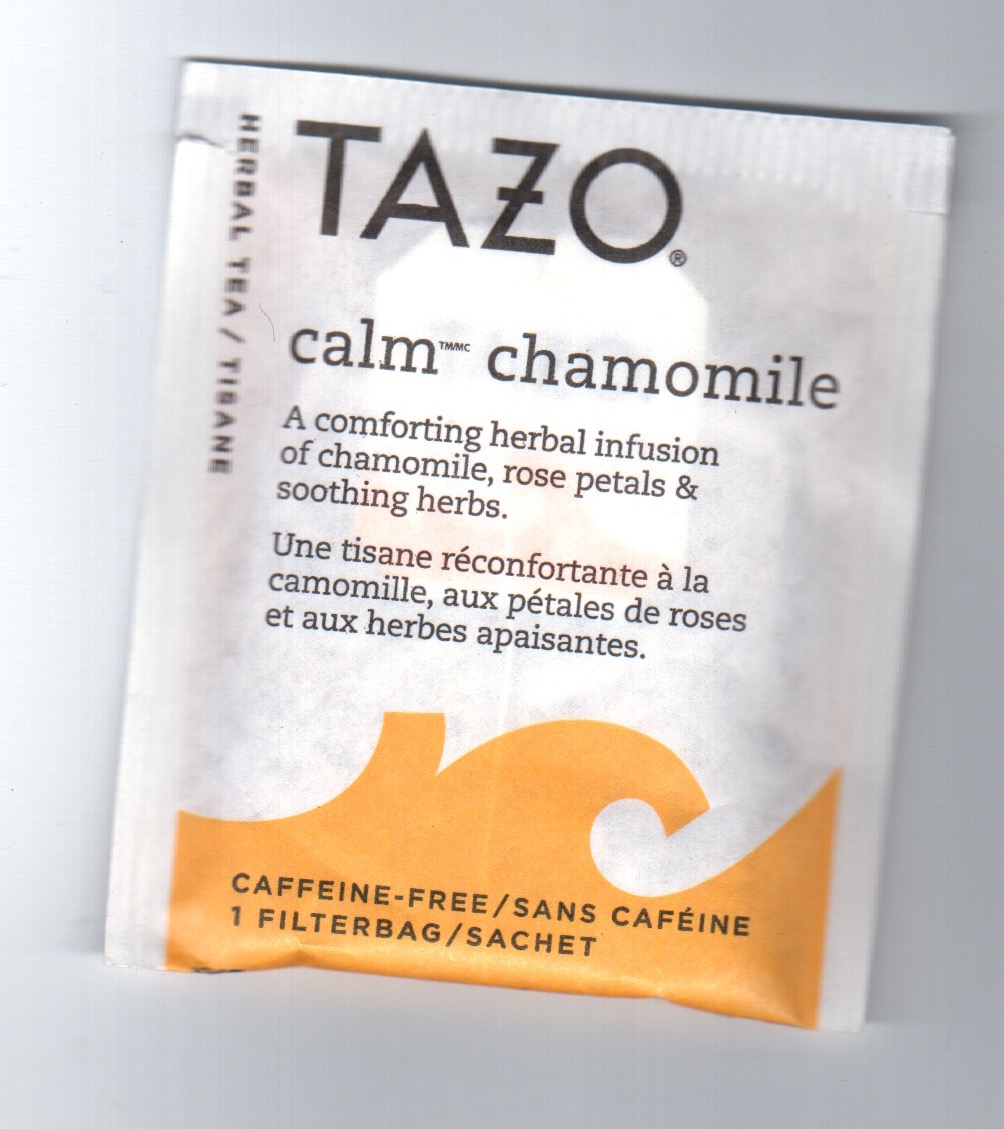 HERBAL TEA / TISANE
TAZO®
calm™/MC chamomile
A comforting herbal infusion
of chamomile, rose petals &
soothing herbs.
Une tisane réconfortante à la
camomille, aux pétales de roses
et aux herbes apaisantes.
CAFFEINE-FREE/SANS CAFÉINE
1 FILTERBAG/SACHET